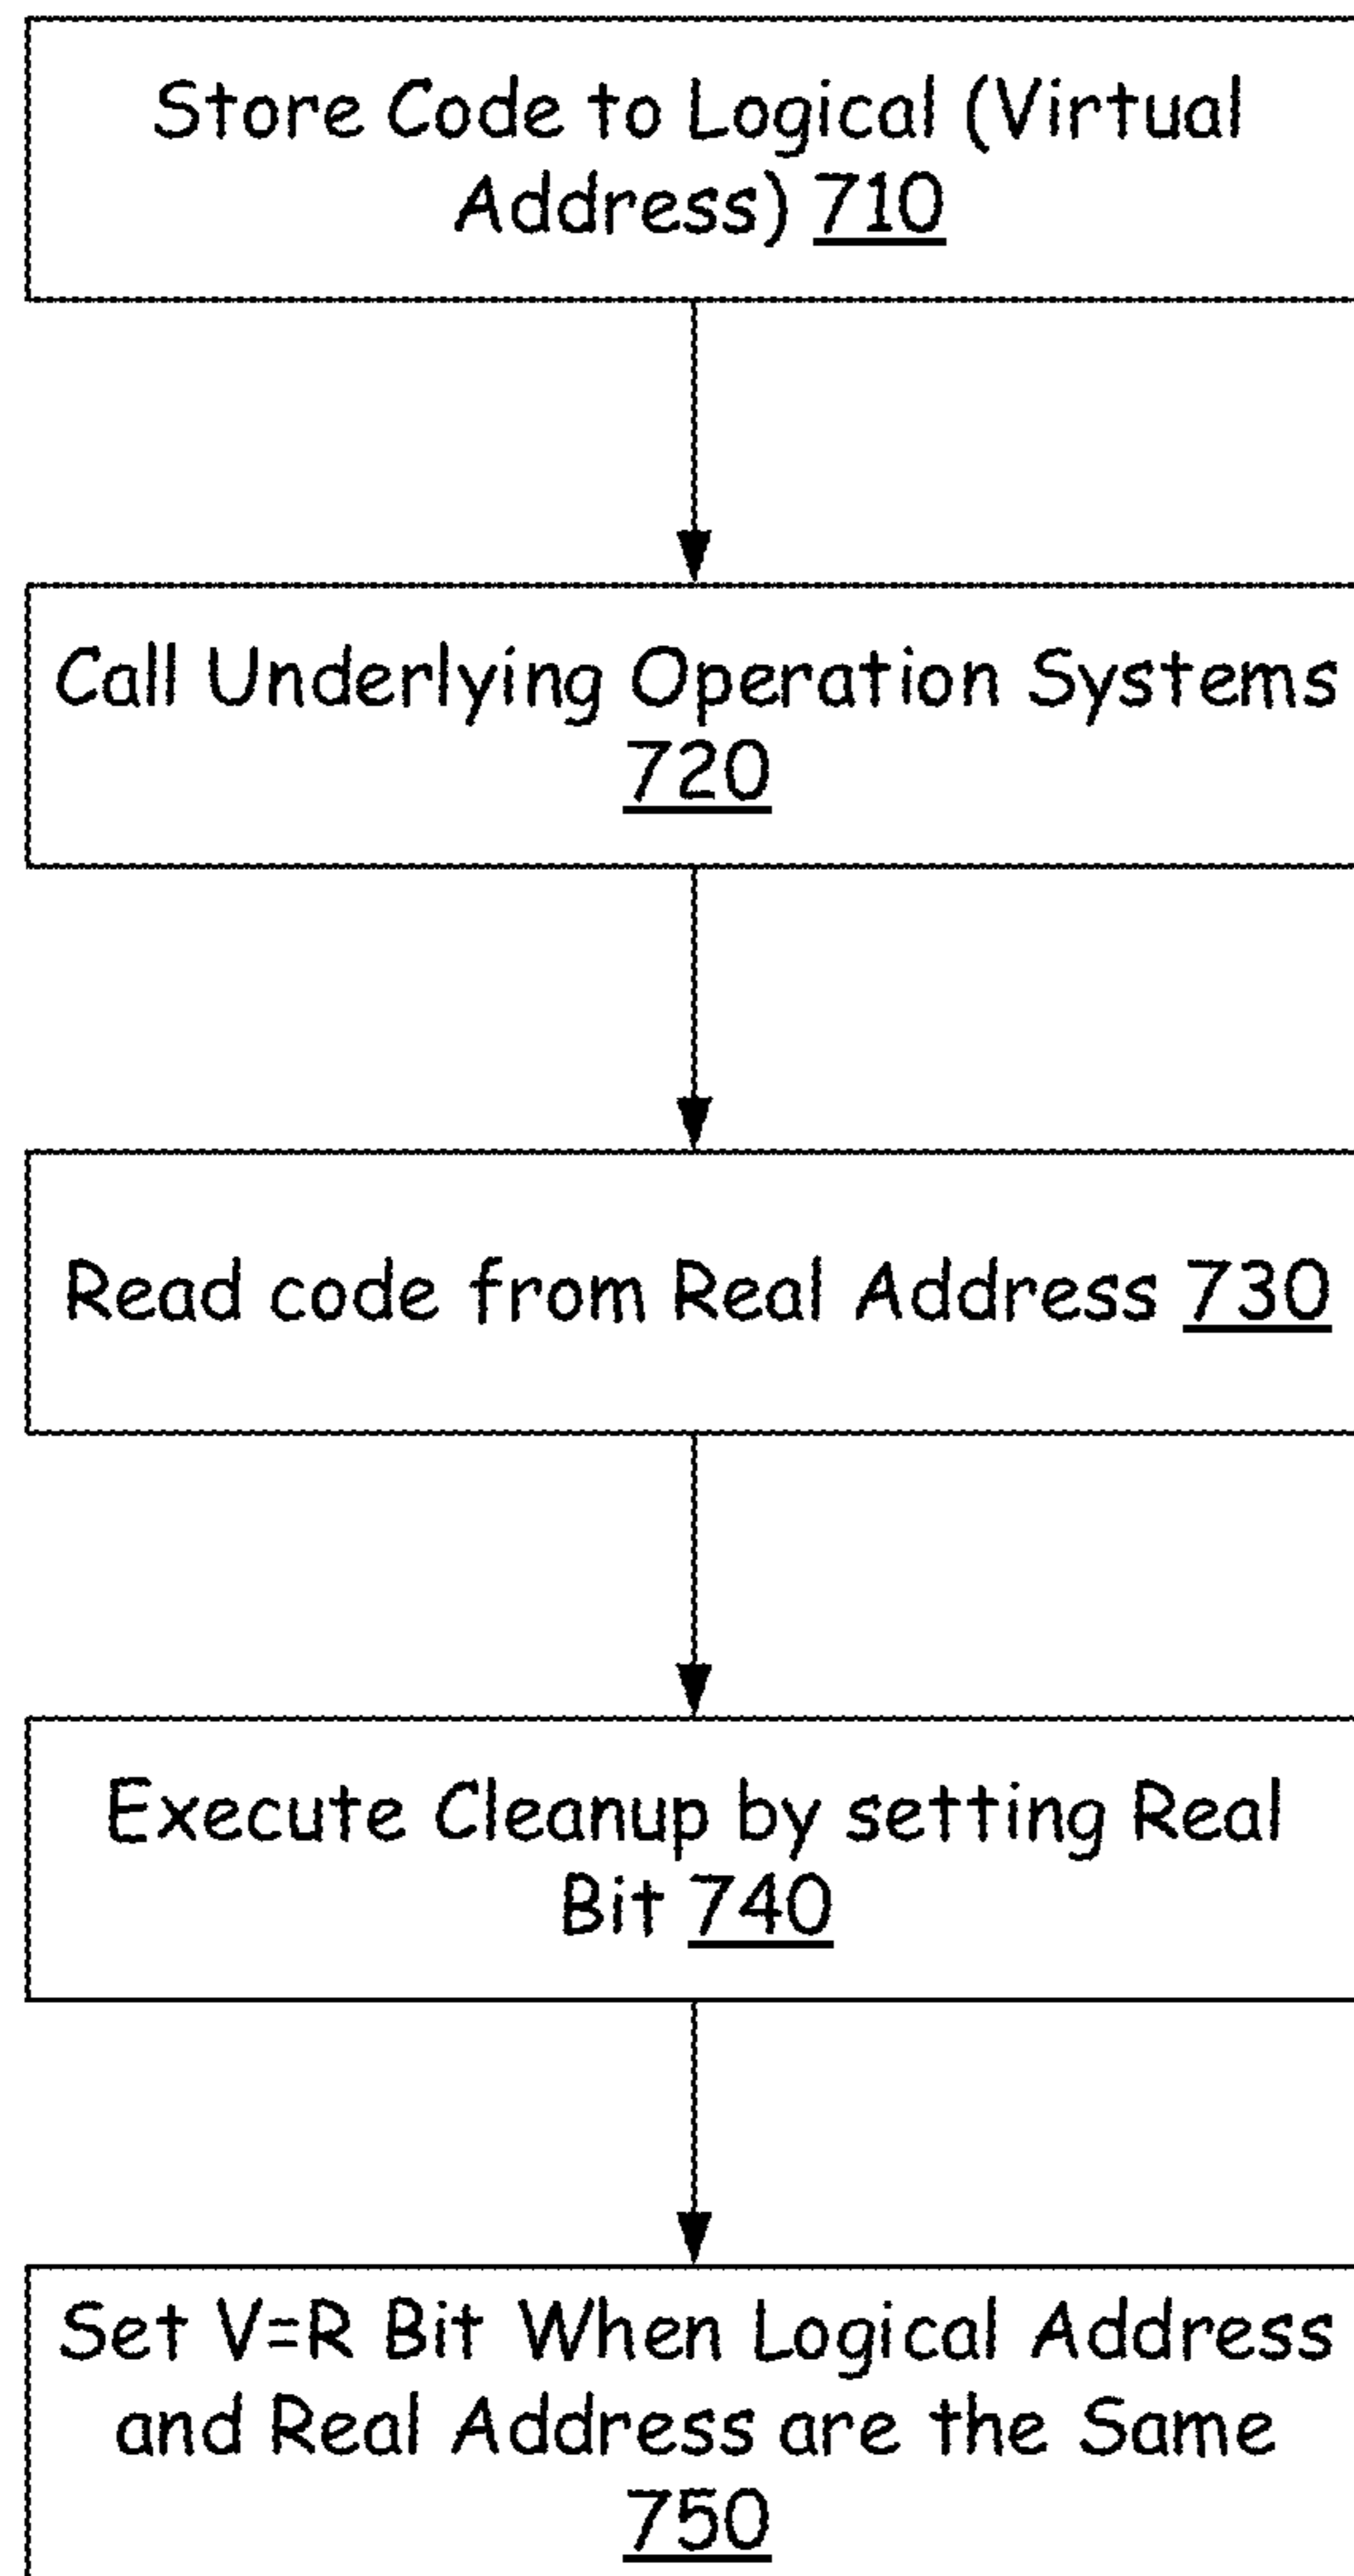 Store Code to Logical (Virtual
Address) 710
Call Underlying Operation Systems
720
Read code from Real Address 730
Execute Cleanup by setting Real
Bit 740
Set V=R Bit When Logical Address
and Real Address are the Same
750